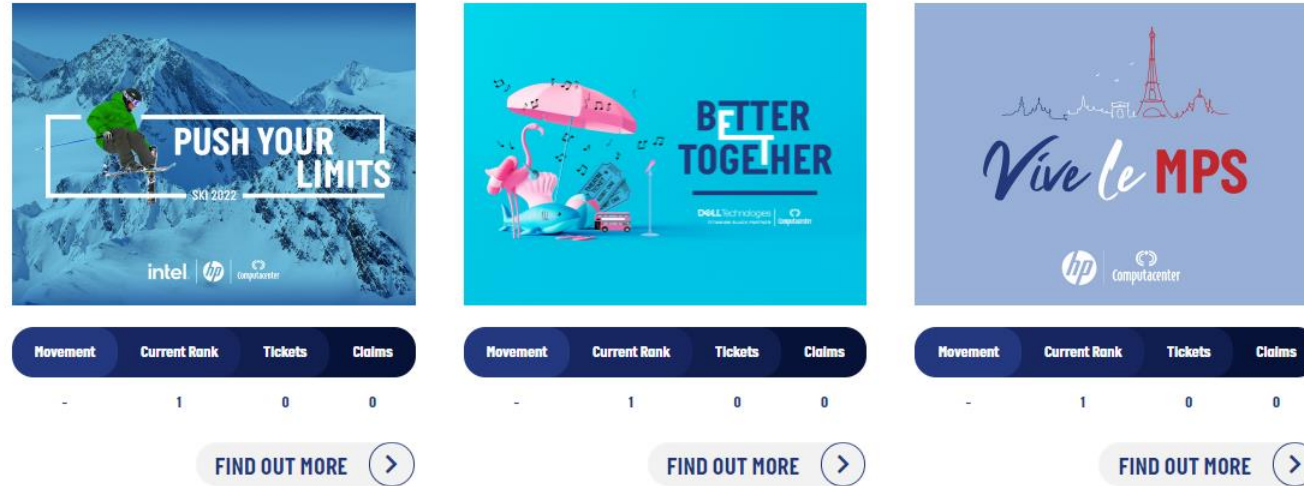 PUSH YOUR
LIMITS
SKI 2022
intel
hp
Computacenter
Movement Current Rank Tickets Claims
- 1 0 0
FIND OUT MORE
BETTER
TOGETHER
DELL Technologies
Computacenter
Movement Current Rank Tickets Claims
- 1 0 0
FIND OUT MORE
Vive le MPS
hp
Computacenter
Movement Current Rank Tickets Claims
- 1 0 0
FIND OUT MORE